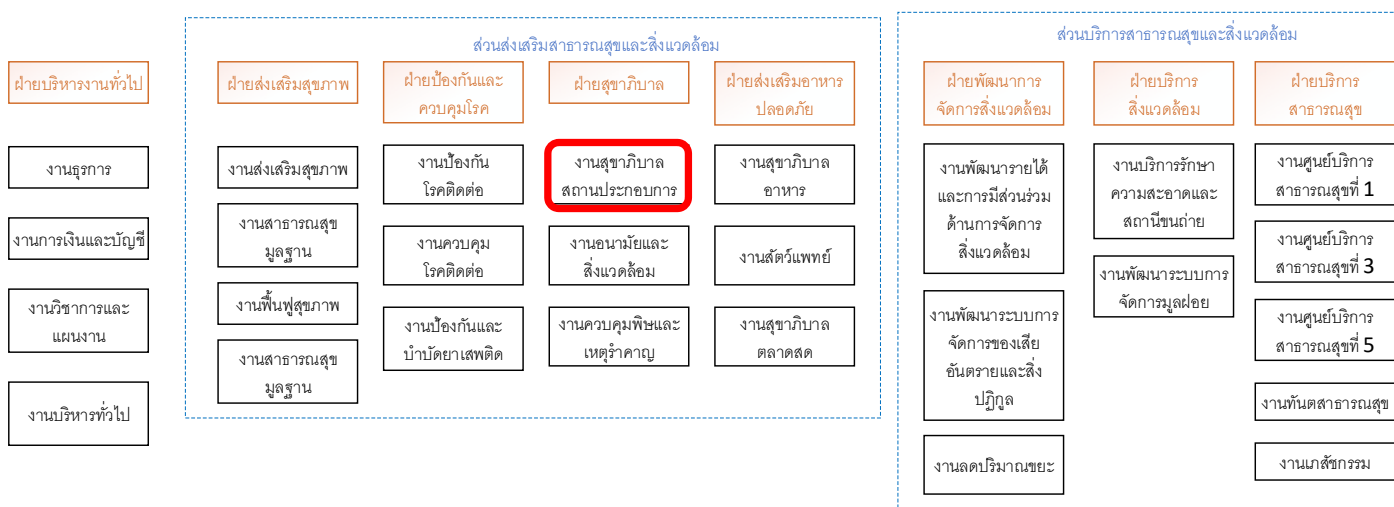 ส่วนส่งเสริมสาธารณสุขและสิ่งแวดล้อม
ส่วนบริการสาธารณสุขและสิ่งแวดล้อม
ฝ่ายบริหารงานทั่วไป
งานธุรการ
งานการเงินและบัญชี
งานวิชาการและ
แผนงาน
งานบริหารทั่วไป
ฝ่ายส่งเสริมสุขภาพ
งานส่งเสริมสุขภาพ
งานสาธารณสุข
มูลฐาน
งานฟื้นฟูสุขภาพ
งานสาธารณสุข
มูลฐาน
ฝ่ายป้องกันและ
ควบคุมโรค
งานป้องกัน
โรคติดต่อ
งานควบคุม
โรคติดต่อ
งานป้องกันและ
บำบัดยาเสพติด
ฝ่ายสุขาภิบาล
งานสุขาภิบาล
สถานประกอบการ
งานอนามัยและ
สิ่งแวดล้อม
งานควบคุมพิษและ
เหตุรำคาญ
ฝ่ายส่งเสริมอาหาร
ปลอดภัย
งานสุขาภิบาล
อาหาร
งานสัตว์แพทย์
งานสุขาภิบาล
ตลาดสด
ฝ่ายพัฒนาการ
จัดการสิ่งแวดล้อม
งานพัฒนารายได้
และการมีส่วนร่วม
ด้านการจัดการ
สิ่งแวดล้อม
งานพัฒนาระบบการ
จัดการของเสีย
อันตรายและสิ่ง
ปฏิกูล
งานลดปริมาณขยะ
ฝ่ายบริการ
สิ่งแวดล้อม
งานบริการรักษา
ความสะอาดและ
สถานีขนถ่าย
งานพัฒนาระบบการ
จัดการมูลฝอย
ฝ่ายบริการ
สาธารณสุข
งานศูนย์บริการ
สาธารณสุขที่ 1
งานศูนย์บริการ
สาธารณสุขที่ 3
งานศูนย์บริการ
สาธารณสุขที่ 5
งานทันตสาธารณสุข
งานเภสัชกรรม